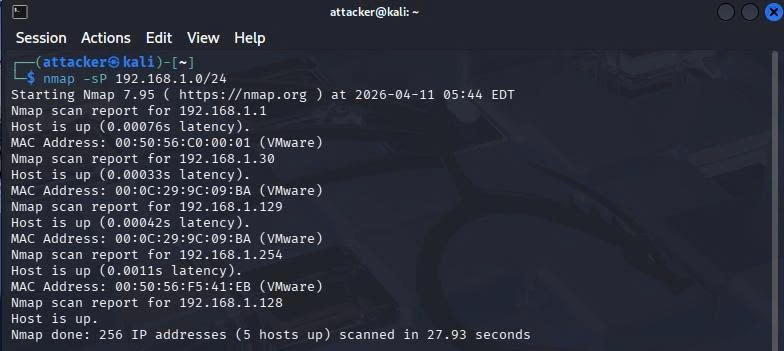 attacker@kali: ~
Session Actions Edit View Help
┌──(attacker㉿kali)-[~]
└─$ nmap -sP 192.168.1.0/24
Starting Nmap 7.95 ( https://nmap.org ) at 2026-04-11 05:44 EDT
Nmap scan report for 192.168.1.1
Host is up (0.00076s latency).
MAC Address: 00:50:56:C0:00:01 (VMware)
Nmap scan report for 192.168.1.30
Host is up (0.00033s latency).
MAC Address: 00:0C:29:9C:09:BA (VMware)
Nmap scan report for 192.168.1.129
Host is up (0.00042s latency).
MAC Address: 00:0C:29:9C:09:BA (VMware)
Nmap scan report for 192.168.1.254
Host is up (0.0011s latency).
MAC Address: 00:50:56:F5:41:EB (VMware)
Nmap scan report for 192.168.1.128
Host is up.
Nmap done: 256 IP addresses (5 hosts up) scanned in 27.93 seconds